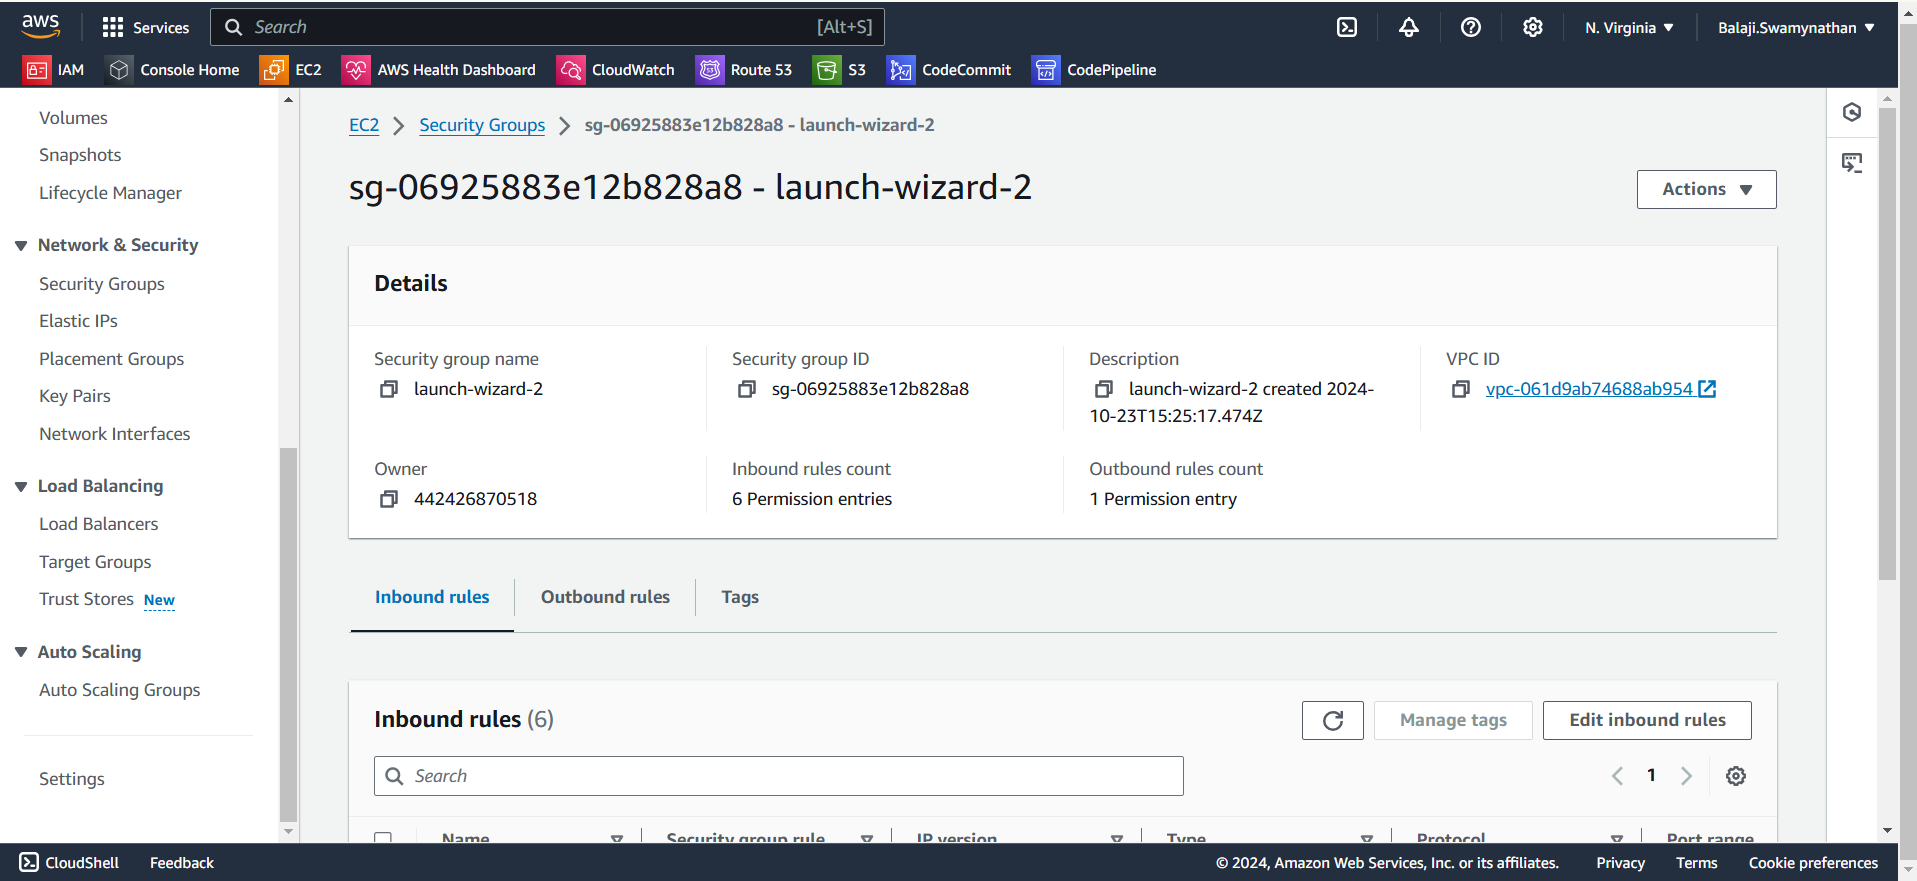 aws Services Search [Alt+S] N. Virginia Balaji.Swamynathan
IAM Console Home EC2 AWS Health Dashboard CloudWatch Route 53 S3 CodeCommit CodePipeline
Volumes
Snapshots
Lifecycle Manager
Network & Security
Security Groups
Elastic IPs
Placement Groups
Key Pairs
Network Interfaces
Load Balancing
Load Balancers
Target Groups
Trust Stores New
Auto Scaling
Auto Scaling Groups
Settings
EC2 > Security Groups > sg-06925883e12b828a8 - launch-wizard-2
sg-06925883e12b828a8 - launch-wizard-2
Actions
Details
Security group name
launch-wizard-2
Security group ID
sg-06925883e12b828a8
Description
launch-wizard-2 created 2024-
10-23T15:25:17.474Z
VPC ID
vpc-061d9ab74688ab954
Owner
442426870518
Inbound rules count
6 Permission entries
Outbound rules count
1 Permission entry
Inbound rules Outbound rules Tags
Inbound rules (6)
Manage tags Edit inbound rules
Search
1
Name Security group rule IP version Type Protocol Port range
CloudShell Feedback © 2024, Amazon Web Services, Inc. or its affiliates. Privacy Terms Cookie preferences